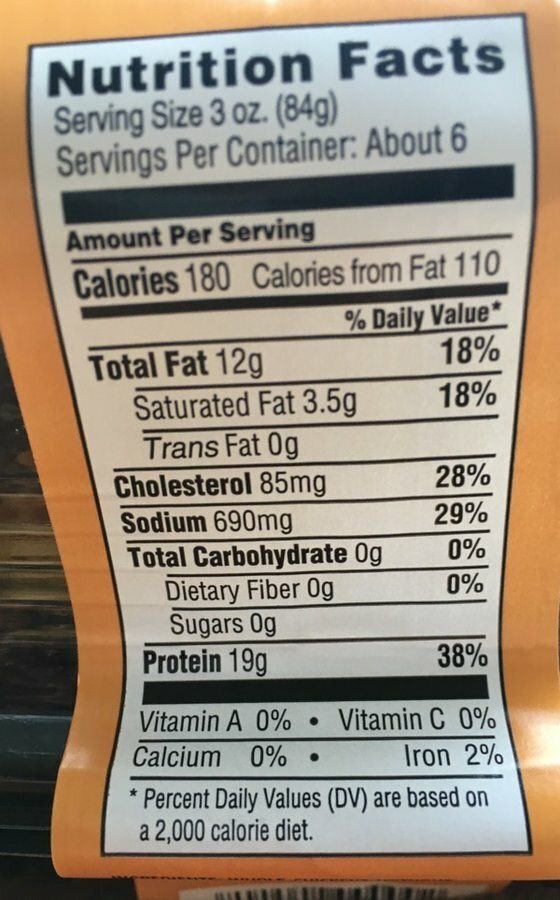 Nutrition Facts
Serving Size 3 oz. (84g)
Servings Per Container: About 6
Amount Per Serving
Calories 180 Calories from Fat 110
% Daily Value*
Total Fat 12g 18%
Saturated Fat 3.5g 18%
Trans Fat 0g
Cholesterol 85mg 28%
Sodium 690mg 29%
Total Carbohydrate 0g 0%
Dietary Fiber 0g 0%
Sugars 0g
Protein 19g 38%
Vitamin A 0% • Vitamin C 0%
Calcium 0% • Iron 2%
* Percent Daily Values (DV) are based on
a 2,000 calorie diet.